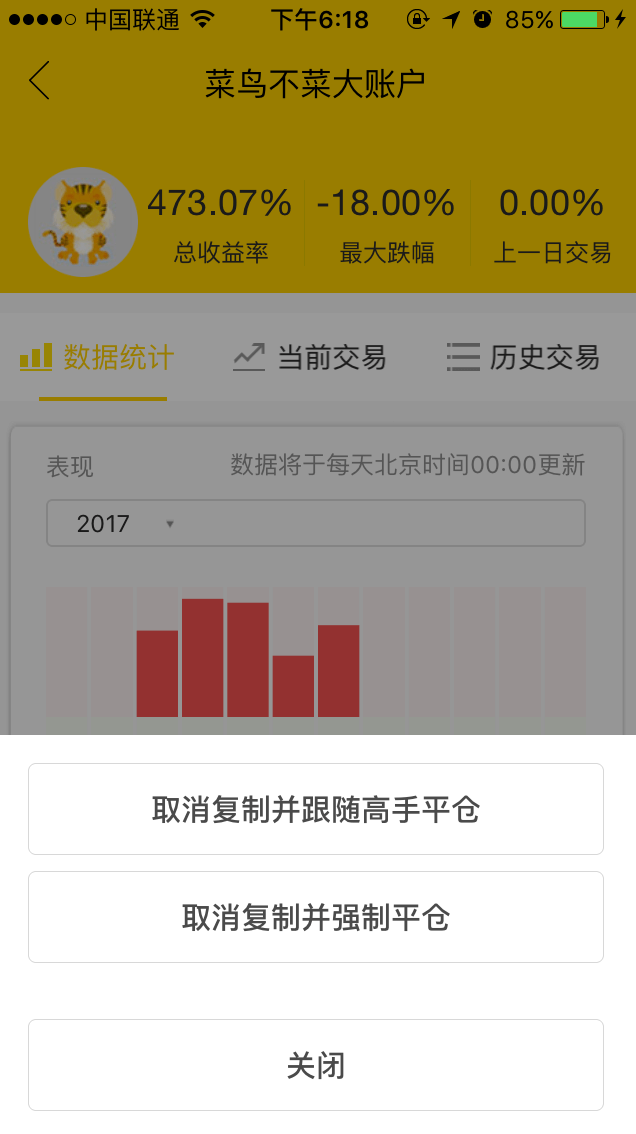 中国联通 下午6:18 85%
菜鸟不菜大账户
473.07% -18.00% 0.00%
总收益率 最大跌幅 上一日交易
数据统计 当前交易 历史交易
表现 数据将于每天北京时间00:00更新
2017
取消复制并跟随高手平仓
取消复制并强制平仓
关闭